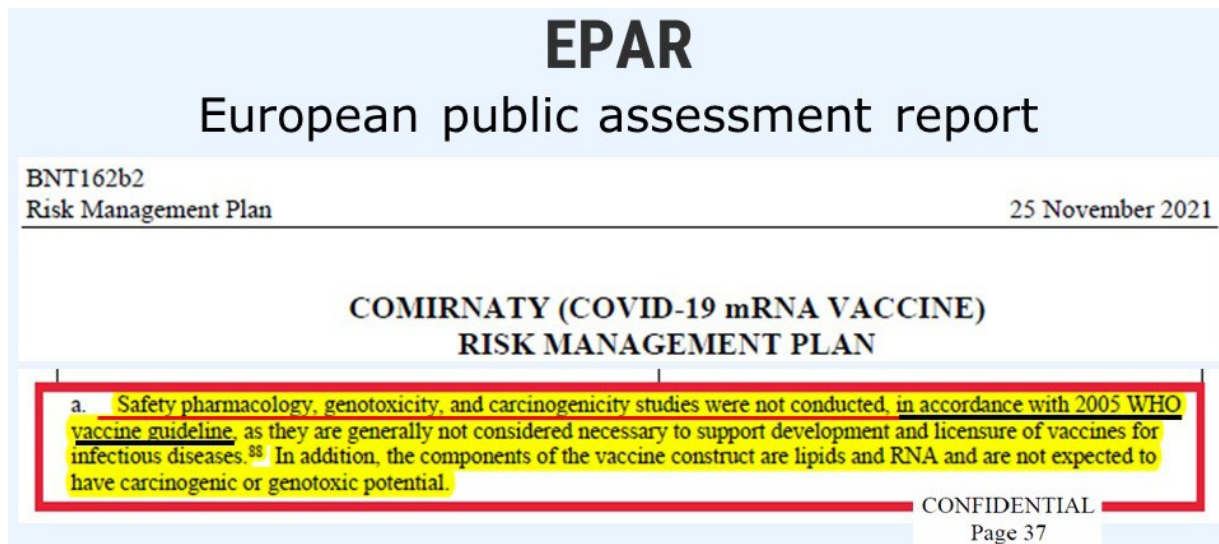 EPAR
European public assessment report
BNT162b2
Risk Management Plan
25 November 2021
COMIRNATY (COVID-19 mRNA VACCINE)
RISK MANAGEMENT PLAN
a. Safety pharmacology, genotoxicity, and carcinogenicity studies were not conducted, in accordance with 2005 WHO
vaccine guideline, as they are generally not considered necessary to support development and licensure of vaccines for
infectious diseases.88 In addition, the components of the vaccine construct are lipids and RNA and are not expected to
have carcinogenic or genotoxic potential.
CONFIDENTIAL
Page 37